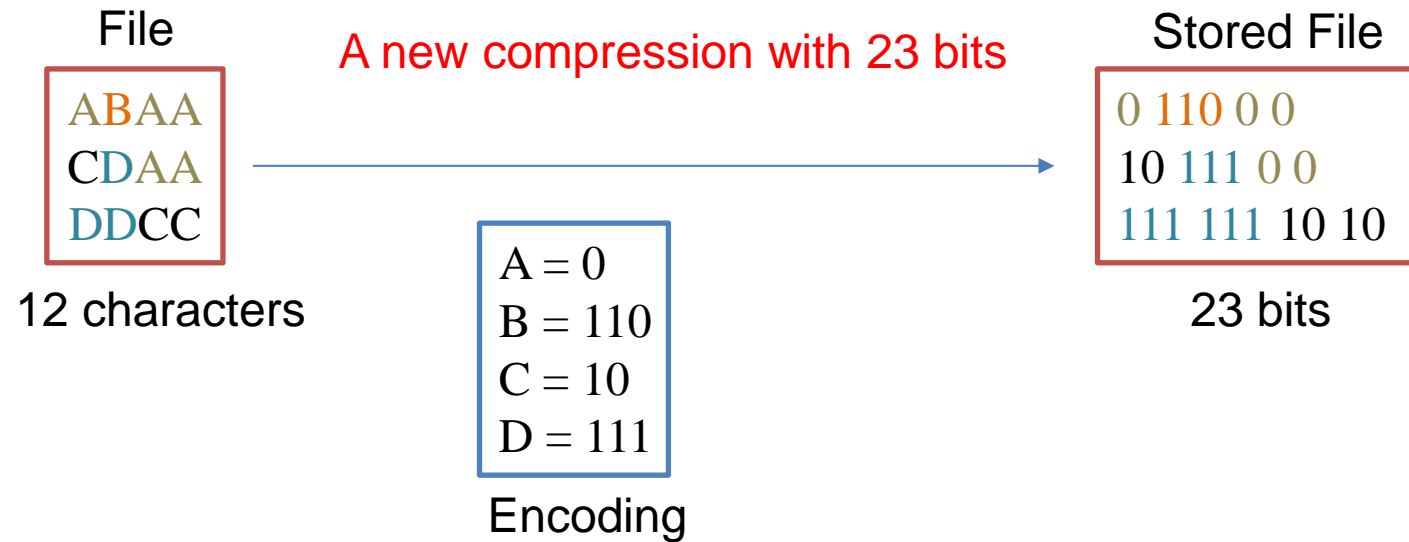 File
A new compression with 23 bits
Stored File
ABAA
CDAA
DDCC
0 110 0 0
10 111 0 0
111 111 10 10
12 characters
23 bits
A = 0
B = 110
C = 10
D = 111
Encoding